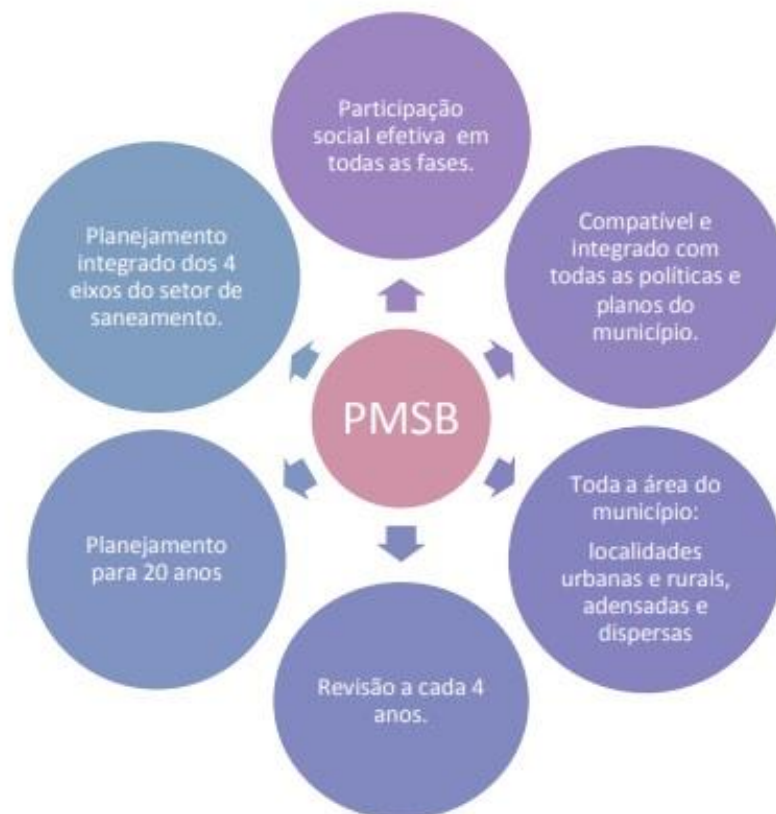 Participação
social efetiva em
todas as fases.
Compatível e
integrado com
todas as políticas e
planos do
município.
Toda a área do
município:
localidades
urbanas e rurais,
adensadas e
dispersas
Revisão a cada 4
anos.
Planejamento
para 20 anos
Planejamento
integrado dos 4
eixos do setor de
saneamento.
PMSB